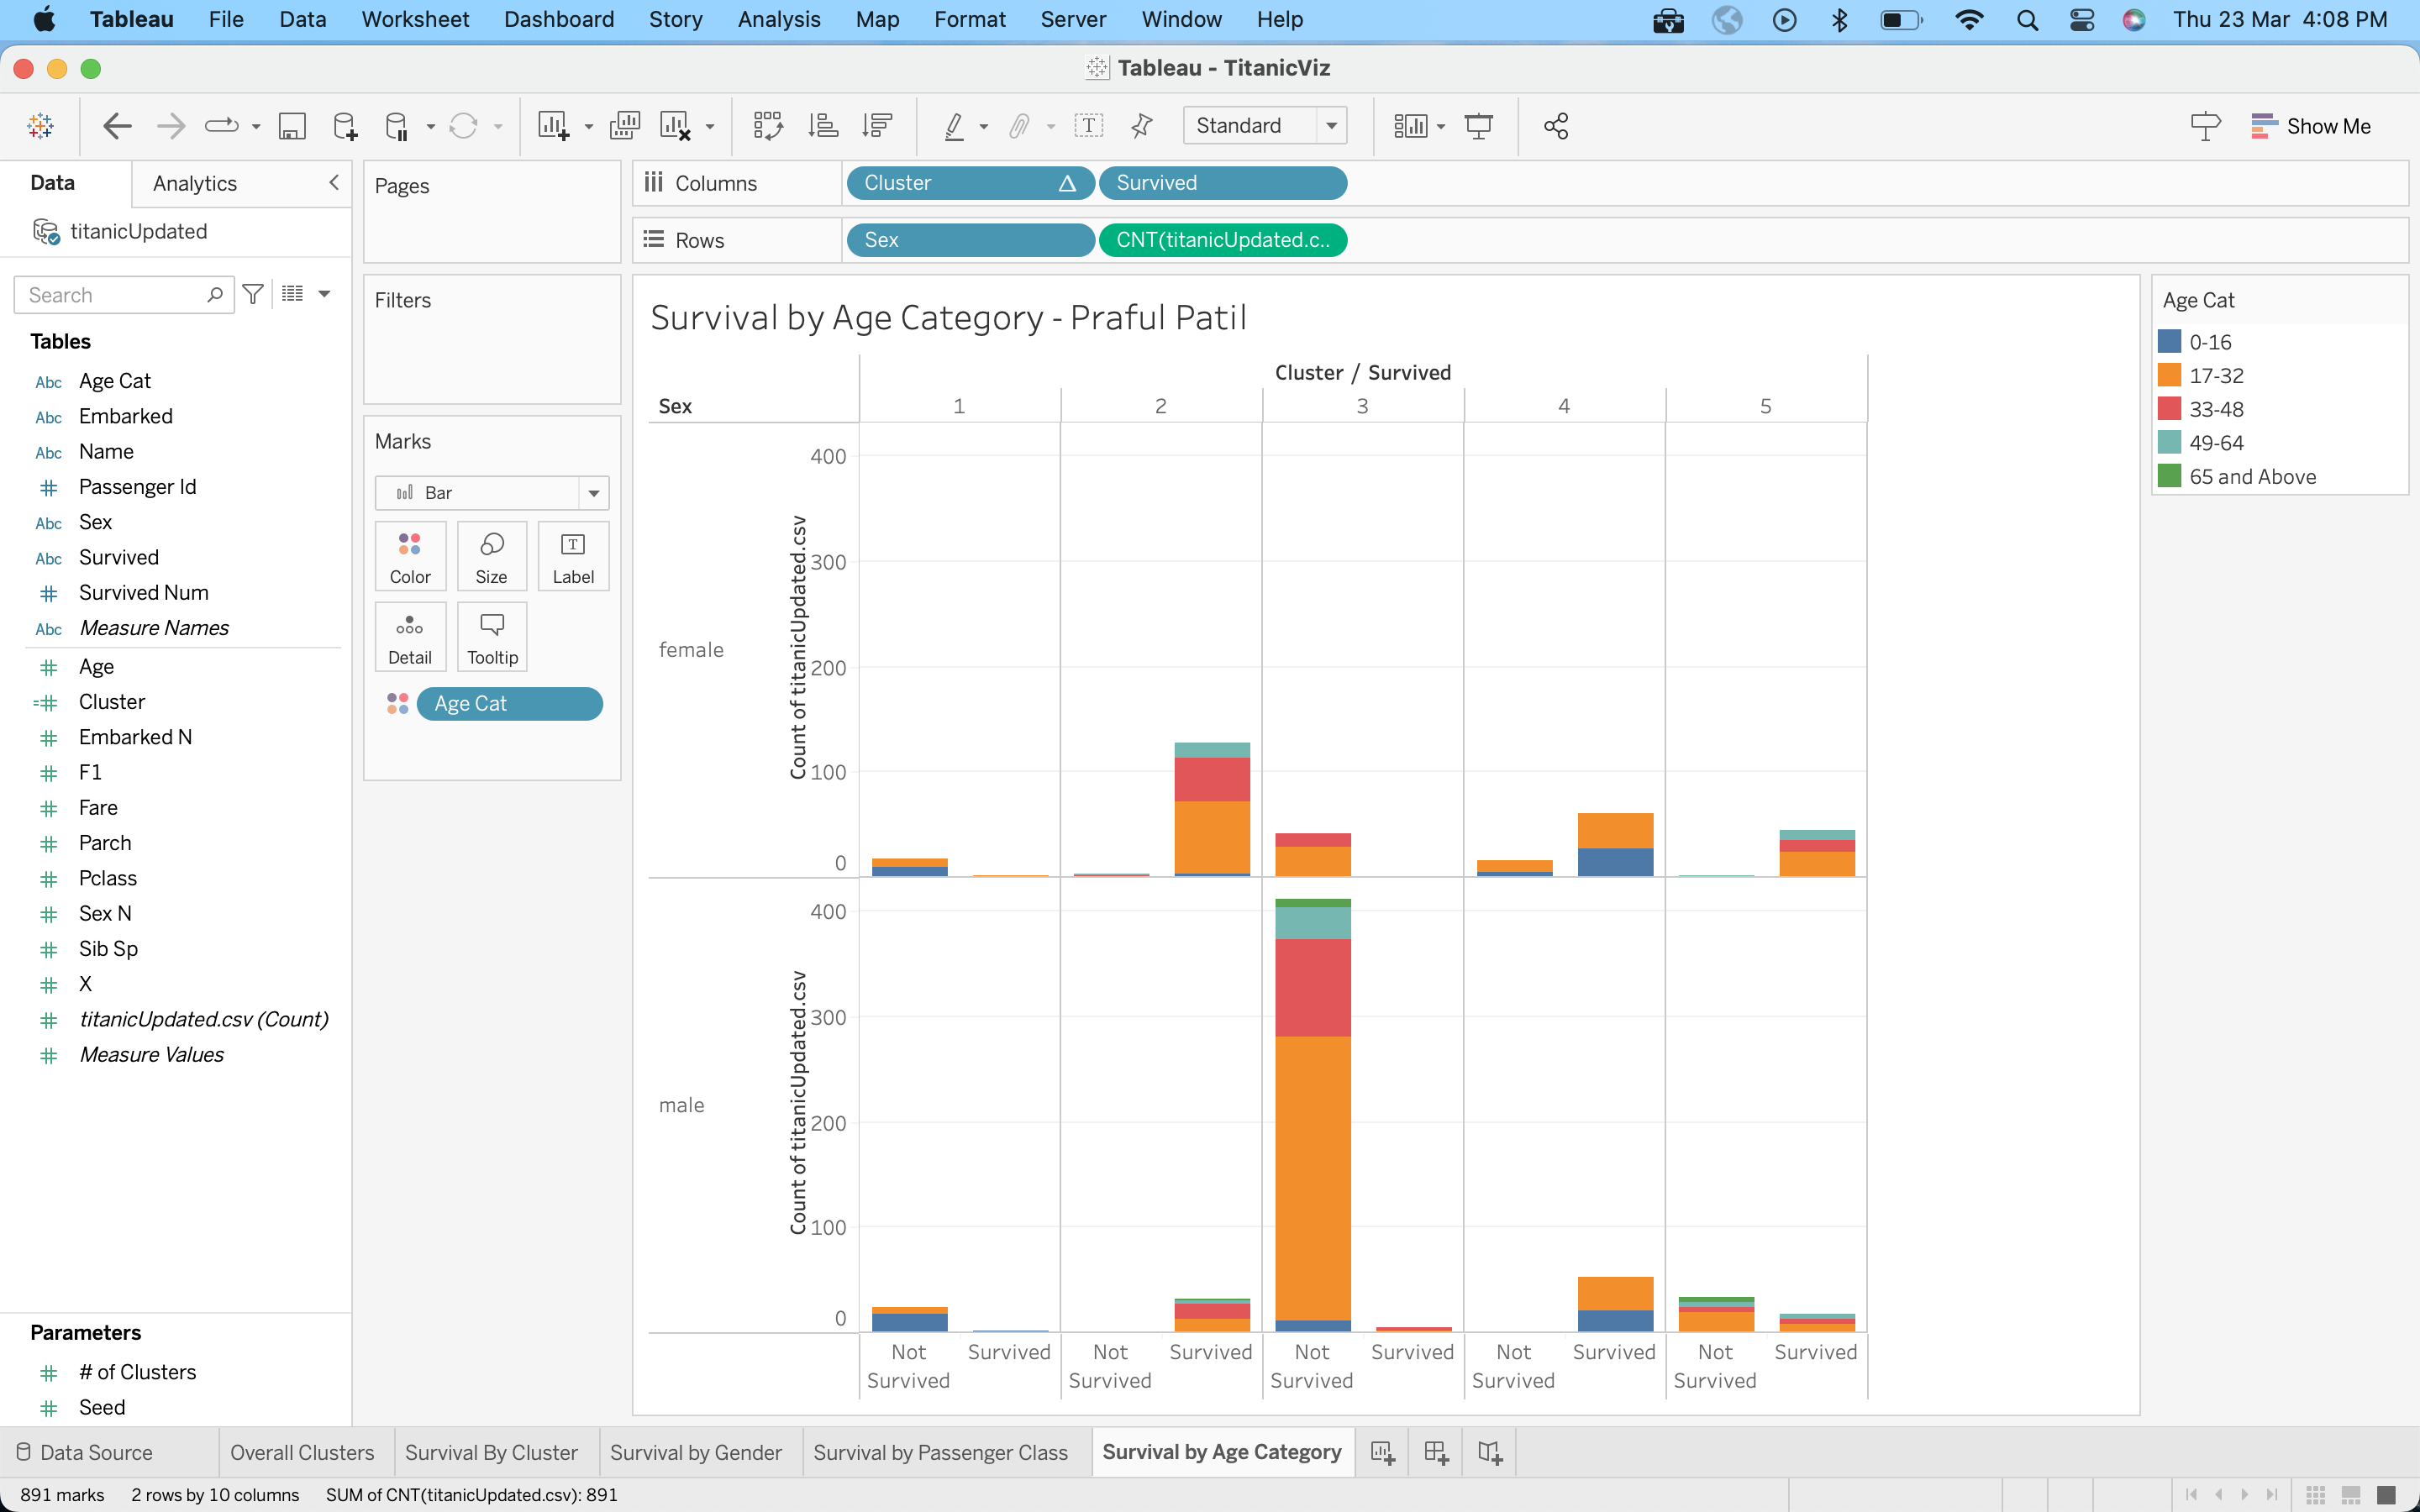 Tableau File Data Worksheet Dashboard Story Analysis Map Format Server Window Help Thu 23 Mar 4:08 PM
Tableau - TitanicViz
Standard Show Me
Data Analytics
titanicUpdated
Search
Tables
Abc Age Cat
Abc Embarked
Abc Name
# Passenger Id
Abc Sex
Abc Survived
# Survived Num
Abc Measure Names
# Age
=# Cluster
# Embarked N
# F1
# Fare
# Parch
# Pclass
# Sex N
# Sib Sp
# X
# titanicUpdated.csv (Count)
# Measure Values
Parameters
# # of Clusters
# Seed
Pages
Filters
Marks
Bar
Color Size Label
Detail Tooltip
Age Cat
Columns Cluster Δ Survived
Rows Sex CNT(titanicUpdated.c..
Survival by Age Category - Praful Patil
Cluster / Survived
Sex 1 2 3 4 5
female
Count of titanicUpdated.csv
400
300
200
100
0
male
Count of titanicUpdated.csv
400
300
200
100
0
Not Survived Survived Not Survived Survived Not Survived Survived Not Survived Survived Not Survived Survived
Age Cat
0-16
17-32
33-48
49-64
65 and Above
Data Source Overall Clusters Survival By Cluster Survival by Gender Survival by Passenger Class Survival by Age Category
891 marks 2 rows by 10 columns SUM of CNT(titanicUpdated.csv): 891